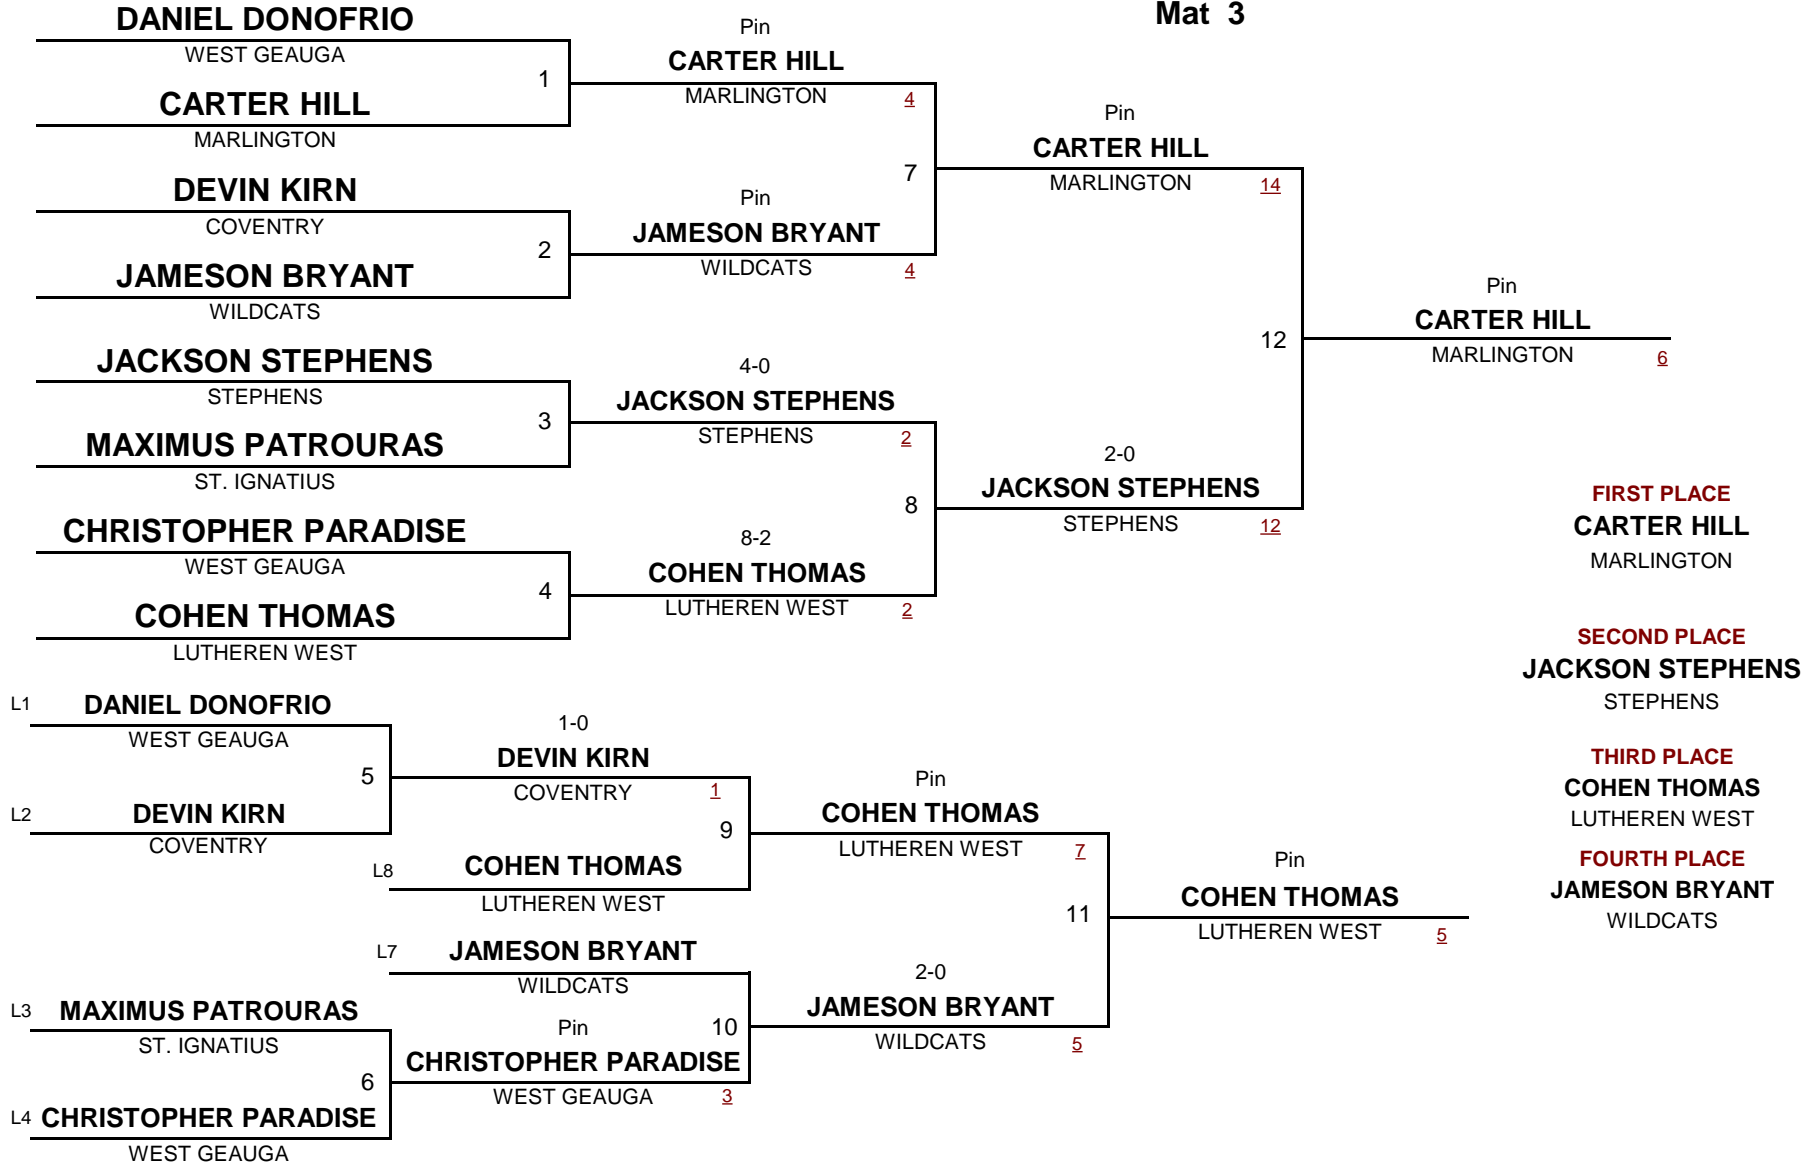 Mat 3
DANIEL DONOFRIO
WEST GEAUGA
1
CARTER HILL
MARLINGTON
DEVIN KIRN
COVENTRY
2
JAMESON BRYANT
WILDCATS
JACKSON STEPHENS
STEPHENS
3
MAXIMUS PATROURAS
ST. IGNATIUS
CHRISTOPHER PARADISE
WEST GEAUGA
4
COHEN THOMAS
LUTHEREN WEST
Pin
CARTER HILL
MARLINGTON 4
7
Pin
JAMESON BRYANT
WILDCATS 4
4-0
JACKSON STEPHENS
STEPHENS 2
8
8-2
COHEN THOMAS
LUTHEREN WEST 2
Pin
CARTER HILL
MARLINGTON 14
12
2-0
JACKSON STEPHENS
STEPHENS 12
Pin
CARTER HILL
MARLINGTON 6
FIRST PLACE
CARTER HILL
MARLINGTON
SECOND PLACE
JACKSON STEPHENS
STEPHENS
THIRD PLACE
COHEN THOMAS
LUTHEREN WEST
FOURTH PLACE
JAMESON BRYANT
WILDCATS
L1 DANIEL DONOFRIO
WEST GEAUGA
5
L2 DEVIN KIRN
COVENTRY
1-0
DEVIN KIRN
COVENTRY 1
9
L8 COHEN THOMAS
LUTHEREN WEST
L7 JAMESON BRYANT
WILDCATS
10
L3 MAXIMUS PATROURAS
ST. IGNATIUS
6
L4 CHRISTOPHER PARADISE
WEST GEAUGA
Pin
CHRISTOPHER PARADISE
WEST GEAUGA 3
Pin
COHEN THOMAS
LUTHEREN WEST 7
11
2-0
JAMESON BRYANT
WILDCATS 5
Pin
COHEN THOMAS
LUTHEREN WEST 5